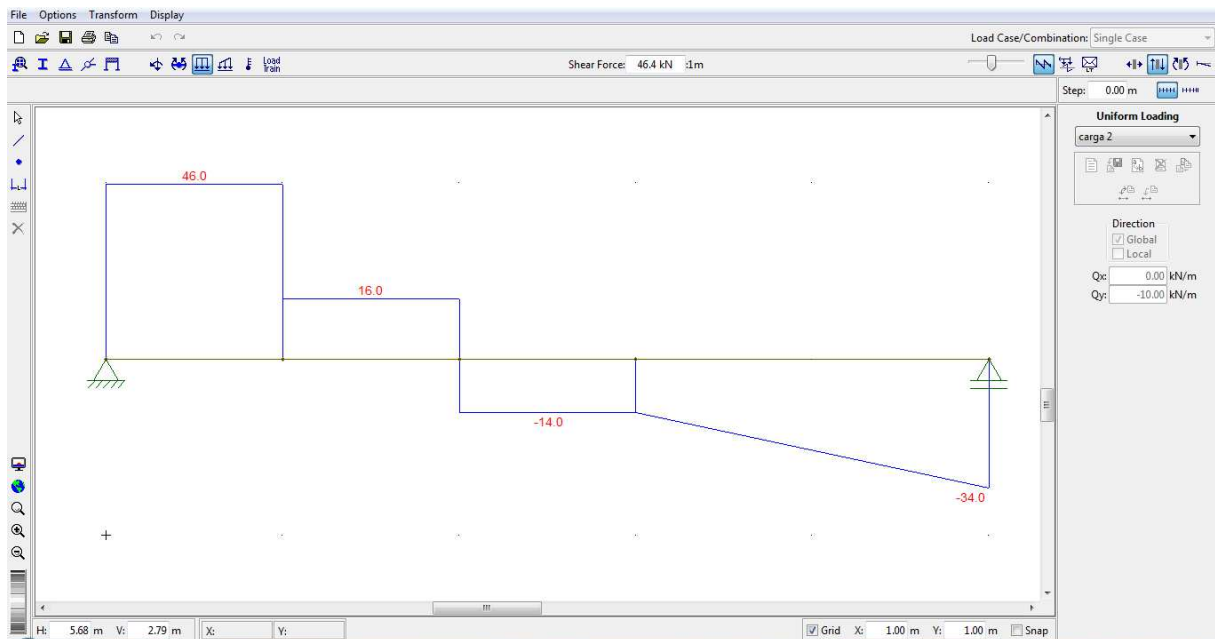 File Options Transform Display
Load Case/Combination: Single Case
Load Train Shear Force: 46.4 kN :1m
Step: 0.00 m
Uniform Loading
carga 2
46.0
16.0
-14.0
-34.0
Direction
Global
Local
Qx: 0.00 kN/m
Qy: -10.00 kN/m
H: 5.68 m V: 2.79 m X: Y: Grid X: 1.00 m Y: 1.00 m Snap